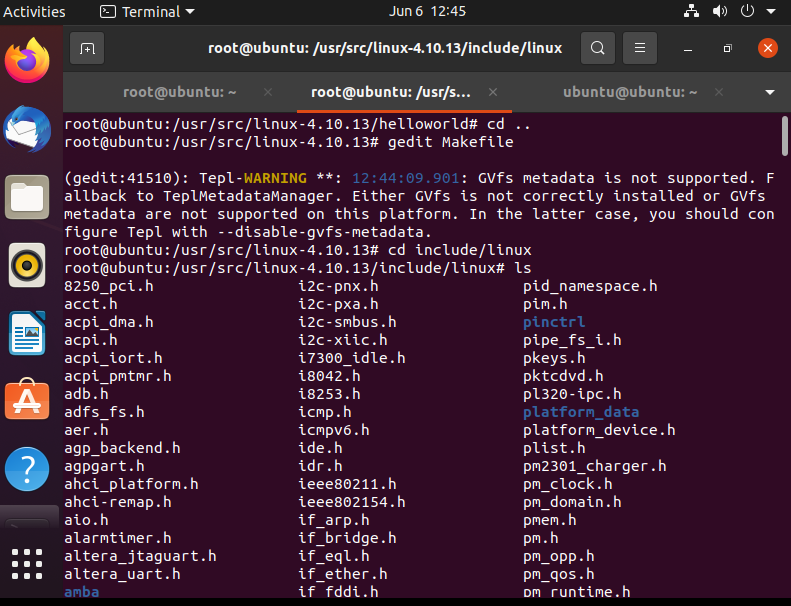 Activities Terminal Jun 6 12:45
root@ubuntu: /usr/src/linux-4.10.13/include/linux
root@ubuntu: ~ root@ubuntu: /usr/s... ubuntu@ubuntu: ~
root@ubuntu:/usr/src/linux-4.10.13/helloworld# cd ..
root@ubuntu:/usr/src/linux-4.10.13# gedit Makefile
(gedit:41510): Tepl-WARNING **: 12:44:09.901: GVfs metadata is not supported. F
allback to TeplMetadataManager. Either GVfs is not correctly installed or GVfs
metadata are not supported on this platform. In the latter case, you should con
figure Tepl with --disable-gvfs-metadata.
root@ubuntu:/usr/src/linux-4.10.13# cd include/linux
root@ubuntu:/usr/src/linux-4.10.13/include/linux# ls
8250_pci.h i2c-pnx.h pid_namespace.h
acct.h i2c-pxa.h pim.h
acpi_dma.h i2c-smbus.h pinctrl
acpi.h i2c-xiic.h pipe_fs_i.h
acpi_iort.h i7300_idle.h pkeys.h
acpi_pmtmr.h i8042.h pktcdvd.h
adb.h i8253.h pl320-ipc.h
adfs_fs.h icmp.h platform_data
aer.h icmpv6.h platform_device.h
agp_backend.h ide.h plist.h
agpgart.h idr.h pm2301_charger.h
ahci_platform.h ieee80211.h pm_clock.h
ahci-remap.h ieee802154.h pm_domain.h
aio.h if_arp.h pmem.h
alarmtimer.h if_bridge.h pm.h
altera_jtaguart.h if_eql.h pm_opp.h
altera_uart.h if_ether.h pm_qos.h
amba if_fddi.h pm_runtime.h